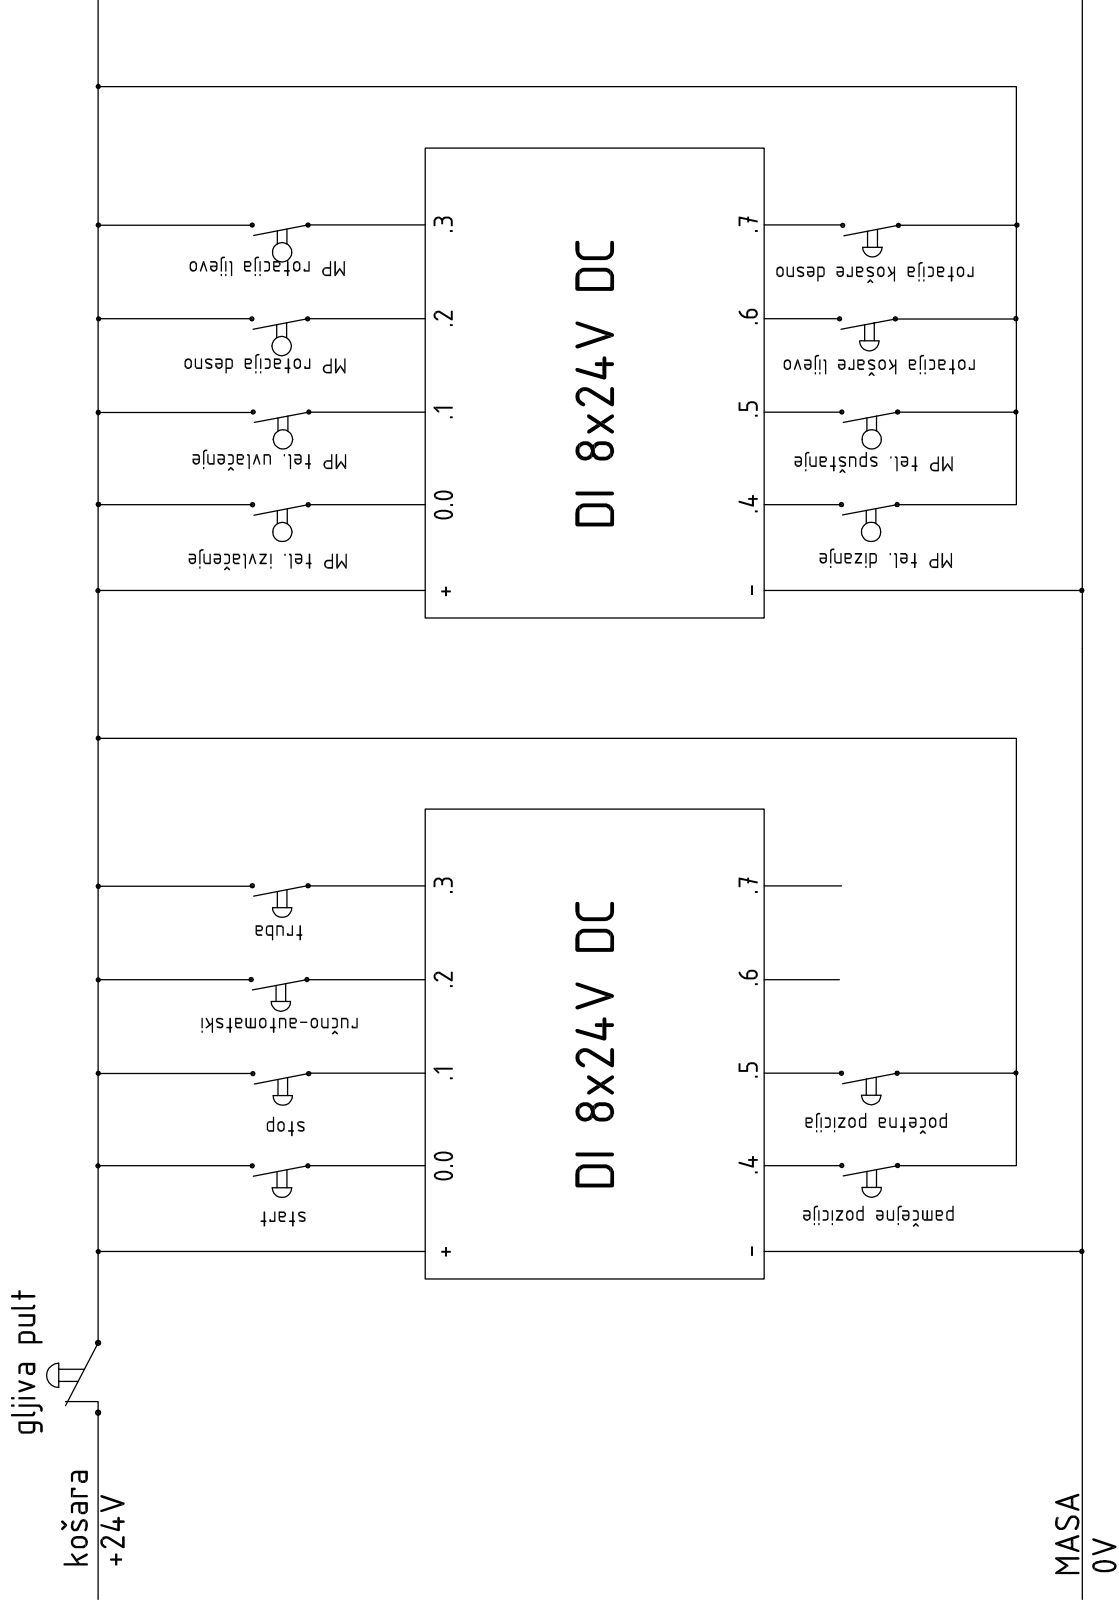 gljiva pult
košara
+24V
MASA
0V
DI 8x24V DC
+
0.0
.1
.2
.3
-
.4
.5
.6
.7
start
stop
ručno-automatski
truba
pamčejne pozicije
početna pozicija
DI 8x24V DC
+
0.0
.1
.2
.3
-
.4
.5
.6
.7
MP tel. izvlačenje
MP tel. uvlačenje
MP rotacija desno
MP rotacija lijevo
MP tel. dizanje
MP tel. spuštanje
rotacija košare lijevo
rotacija košare desno